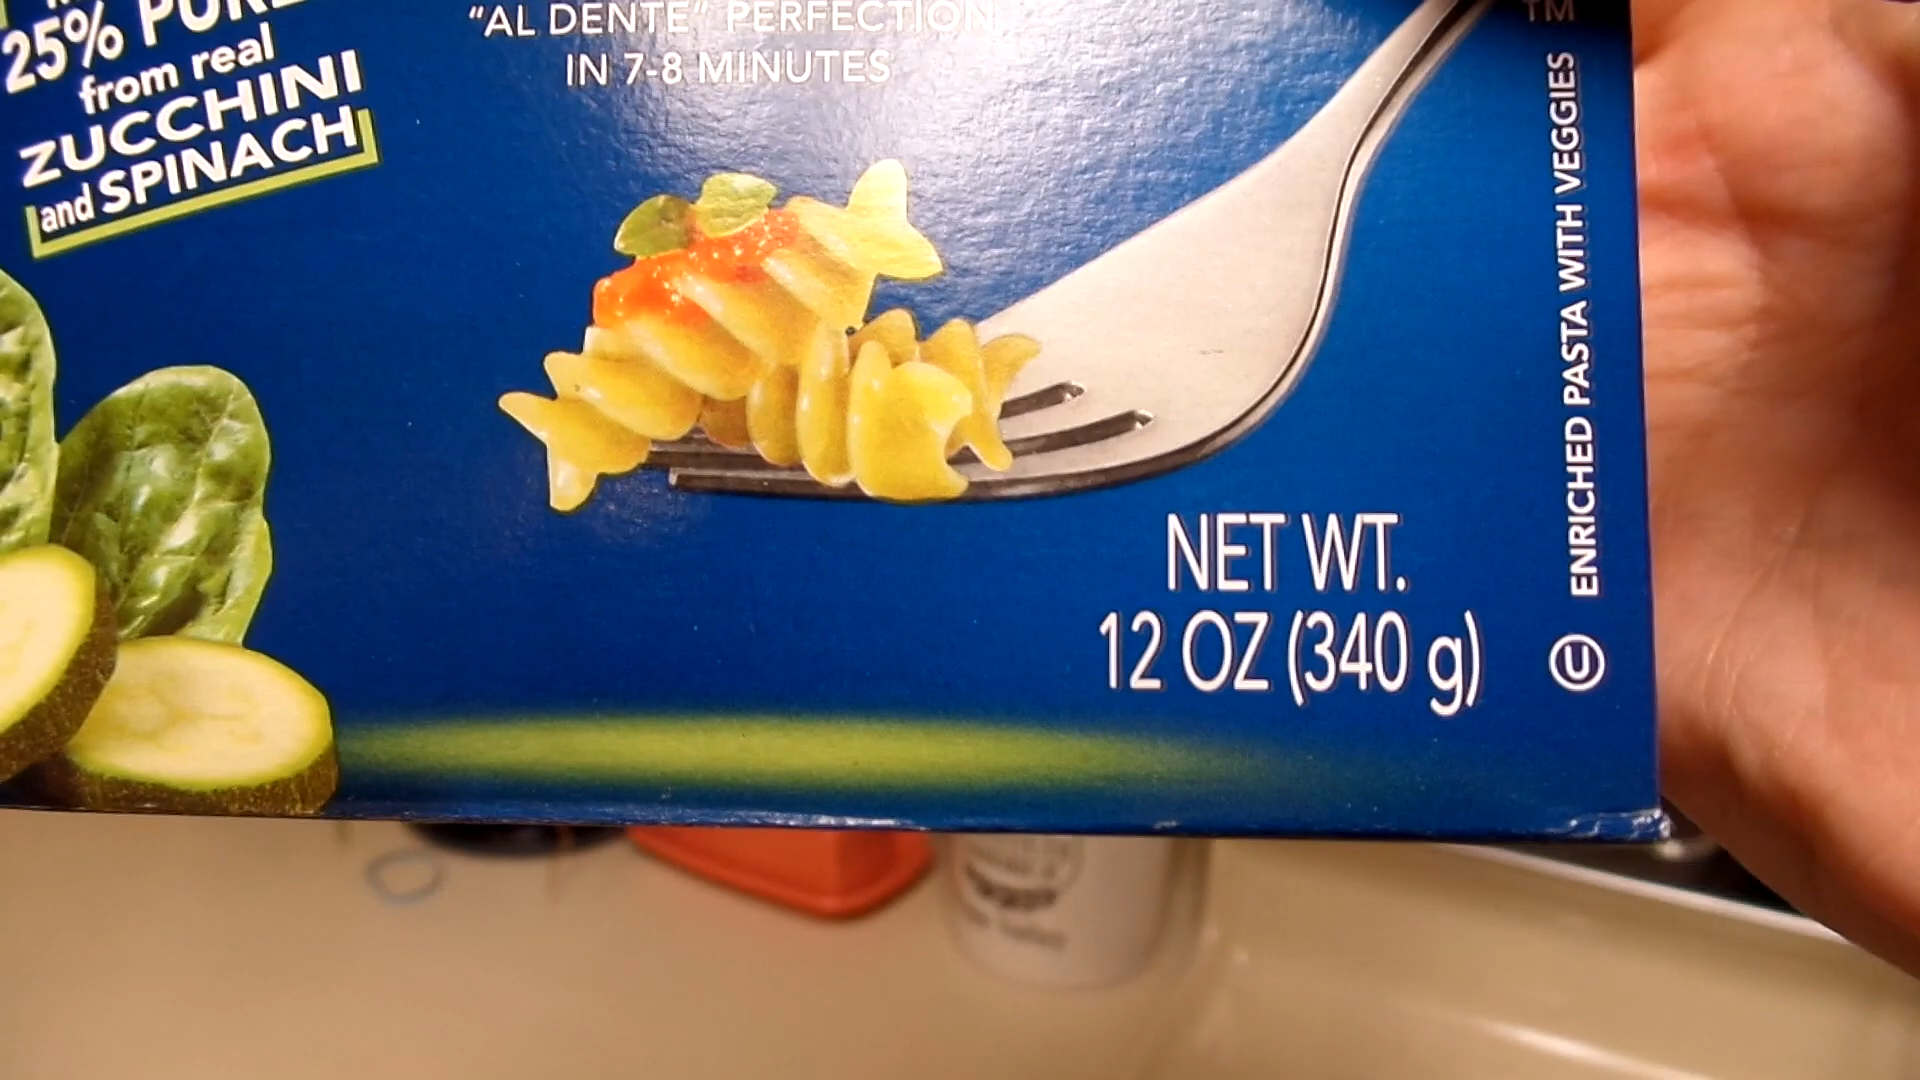 25%
from real
ZUCCHINI
and SPINACH
“AL DENTE” PERFECTION
IN 7-8 MINUTES
TM
ENRICHED PASTA WITH VEGGIES
NET WT.
12 OZ (340 g)
U